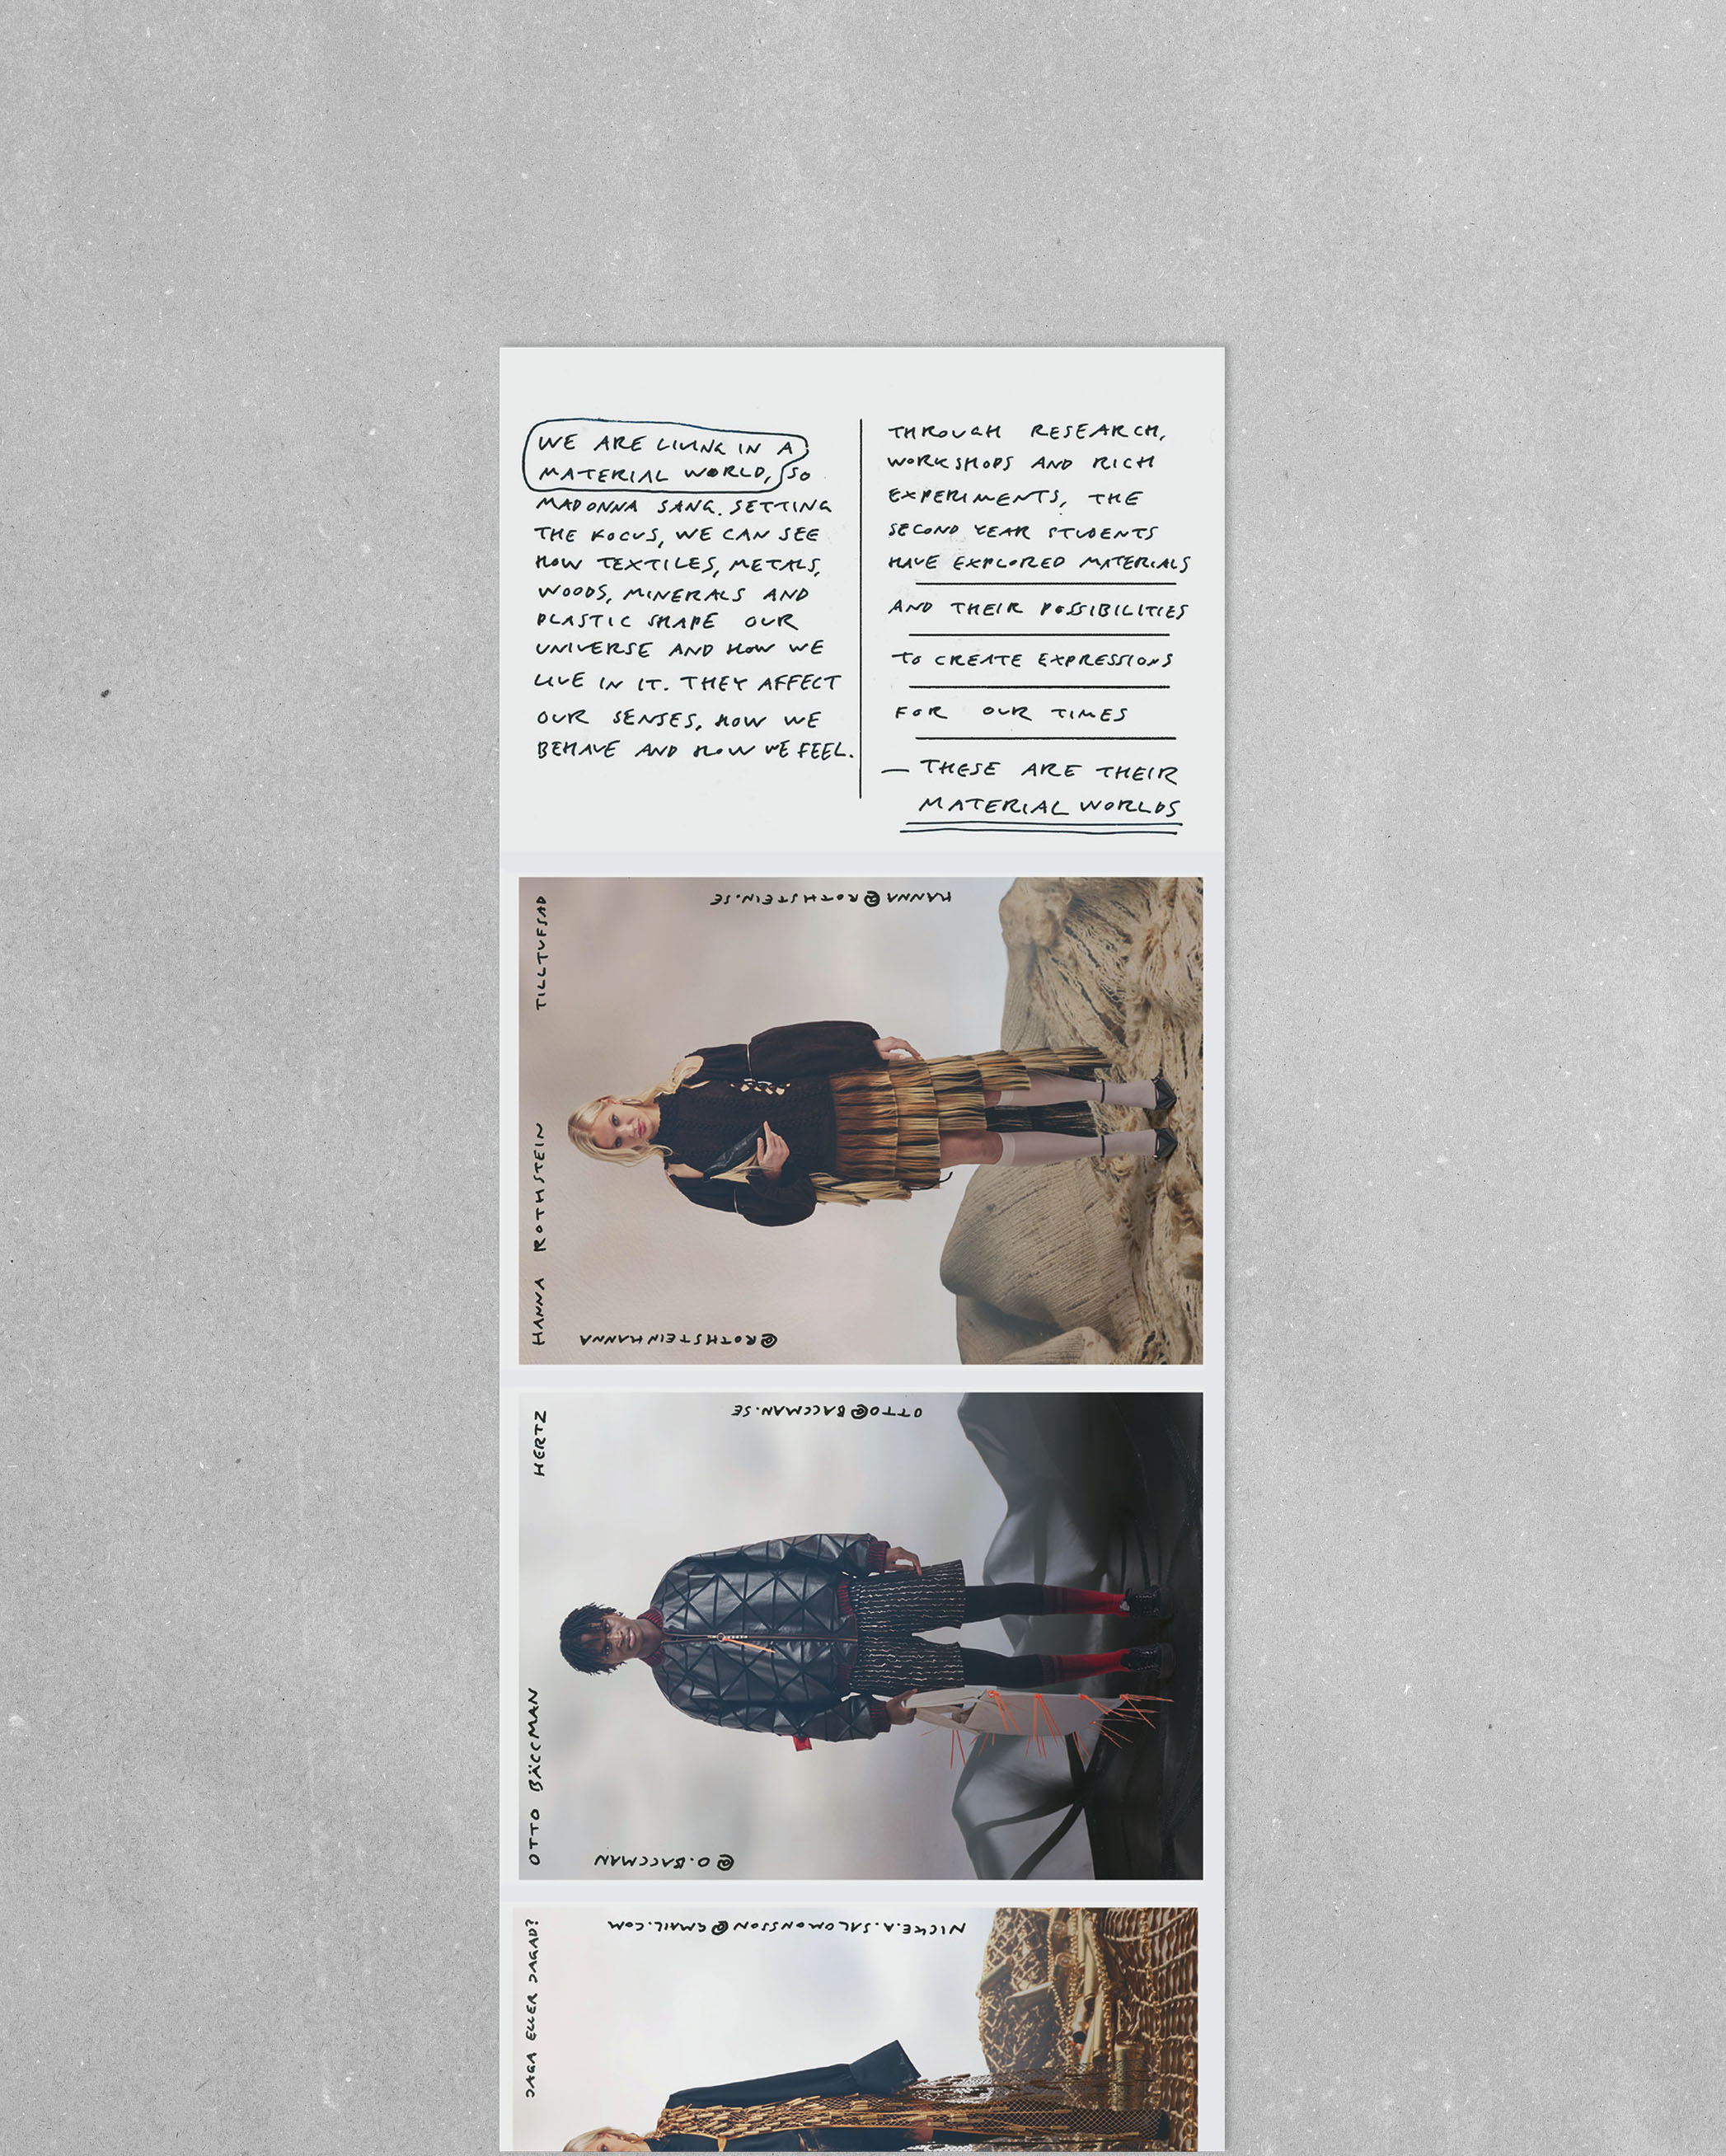 WE ARE LIVING IN A
MATERIAL WORLD, SO
MADONNA SANG. SETTING
THE FOCUS, WE CAN SEE
HOW TEXTILES, METALS,
WOODS, MINERALS AND
PLASTIC SHAPE OUR
UNIVERSE AND HOW WE
LIVE IN IT. THEY AFFECT
OUR SENSES, HOW WE
BEHAVE AND HOW WE FEEL.
THROUGH RESEARCH,
WORKSHOPS AND RICH
EXPERIMENTS, THE
SECOND YEAR STUDENTS
HAVE EXPLORED MATERIALS
AND THEIR POSSIBILITIES
TO CREATE EXPRESSIONS
FOR OUR TIMES
— THESE ARE THEIR
MATERIAL WORLDS
HANNA ROTHSTEIN
TILLTUFSAD
HANNA@ROTHSTEIN.SE
@ROTHSTEINHANNA
OTTO BÄCCMAN
HERTZ
OTTO@BACCMAN.SE
@O.BACCMAN
JAGA ELLER JAGAD?
NICKE.A.SALOMONSSON@GMAIL.COM